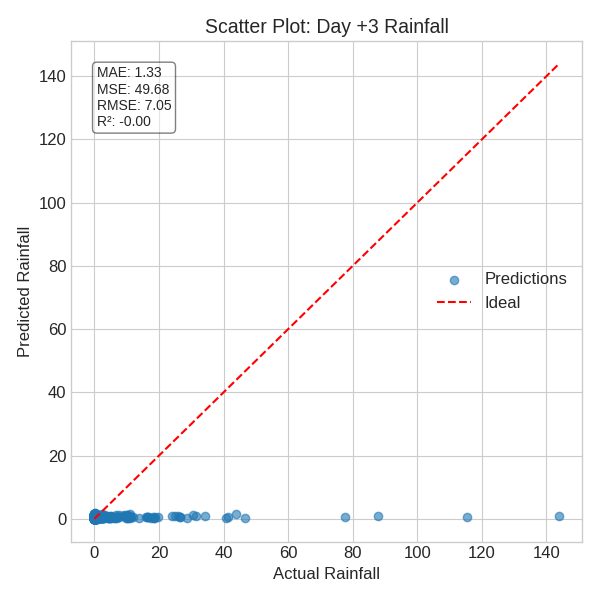 Scatter Plot: Day +3 Rainfall
MAE: 1.33
MSE: 49.68
RMSE: 7.05
R²: -0.00
140
120
100
80
60
40
20
0
Predicted Rainfall
Predictions
Ideal
0 20 40 60 80 100 120 140
Actual Rainfall